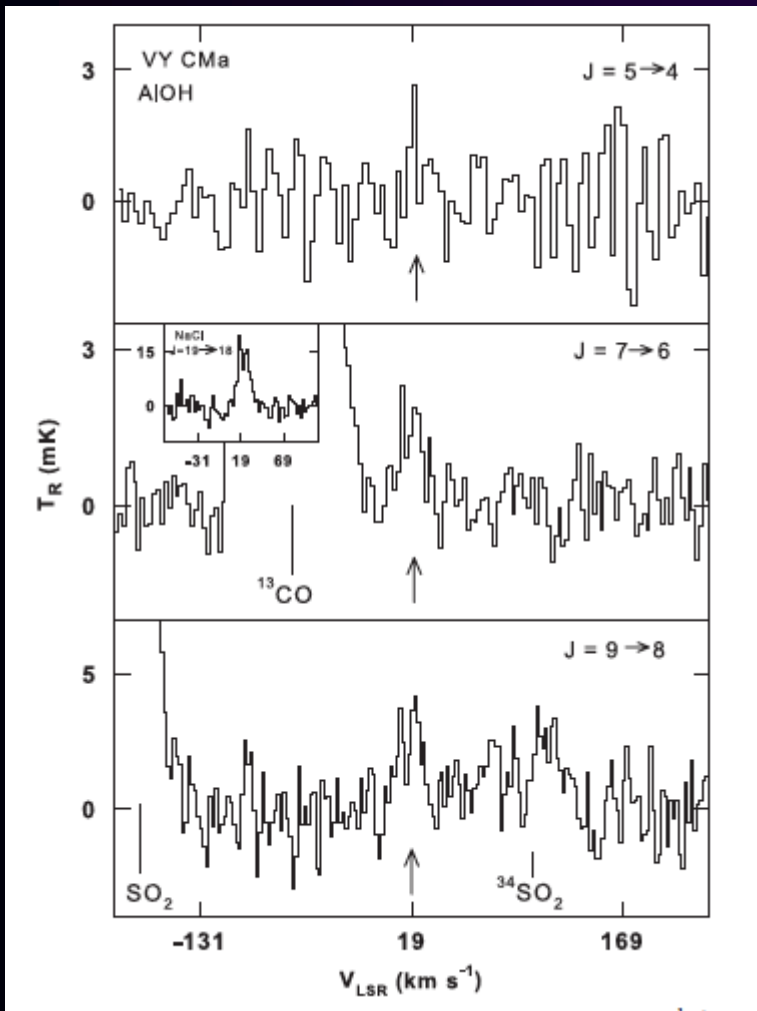 VY CMa
AlOH
J = 5→4
3
0
NaCl
J=19→18
15
0
-31 19 69
J = 7→6
3
0
¹³CO
T_R (mK)
J = 9→8
5
0
SO₂
³⁴SO₂
-131 19 169
V_LSR (km s⁻¹)